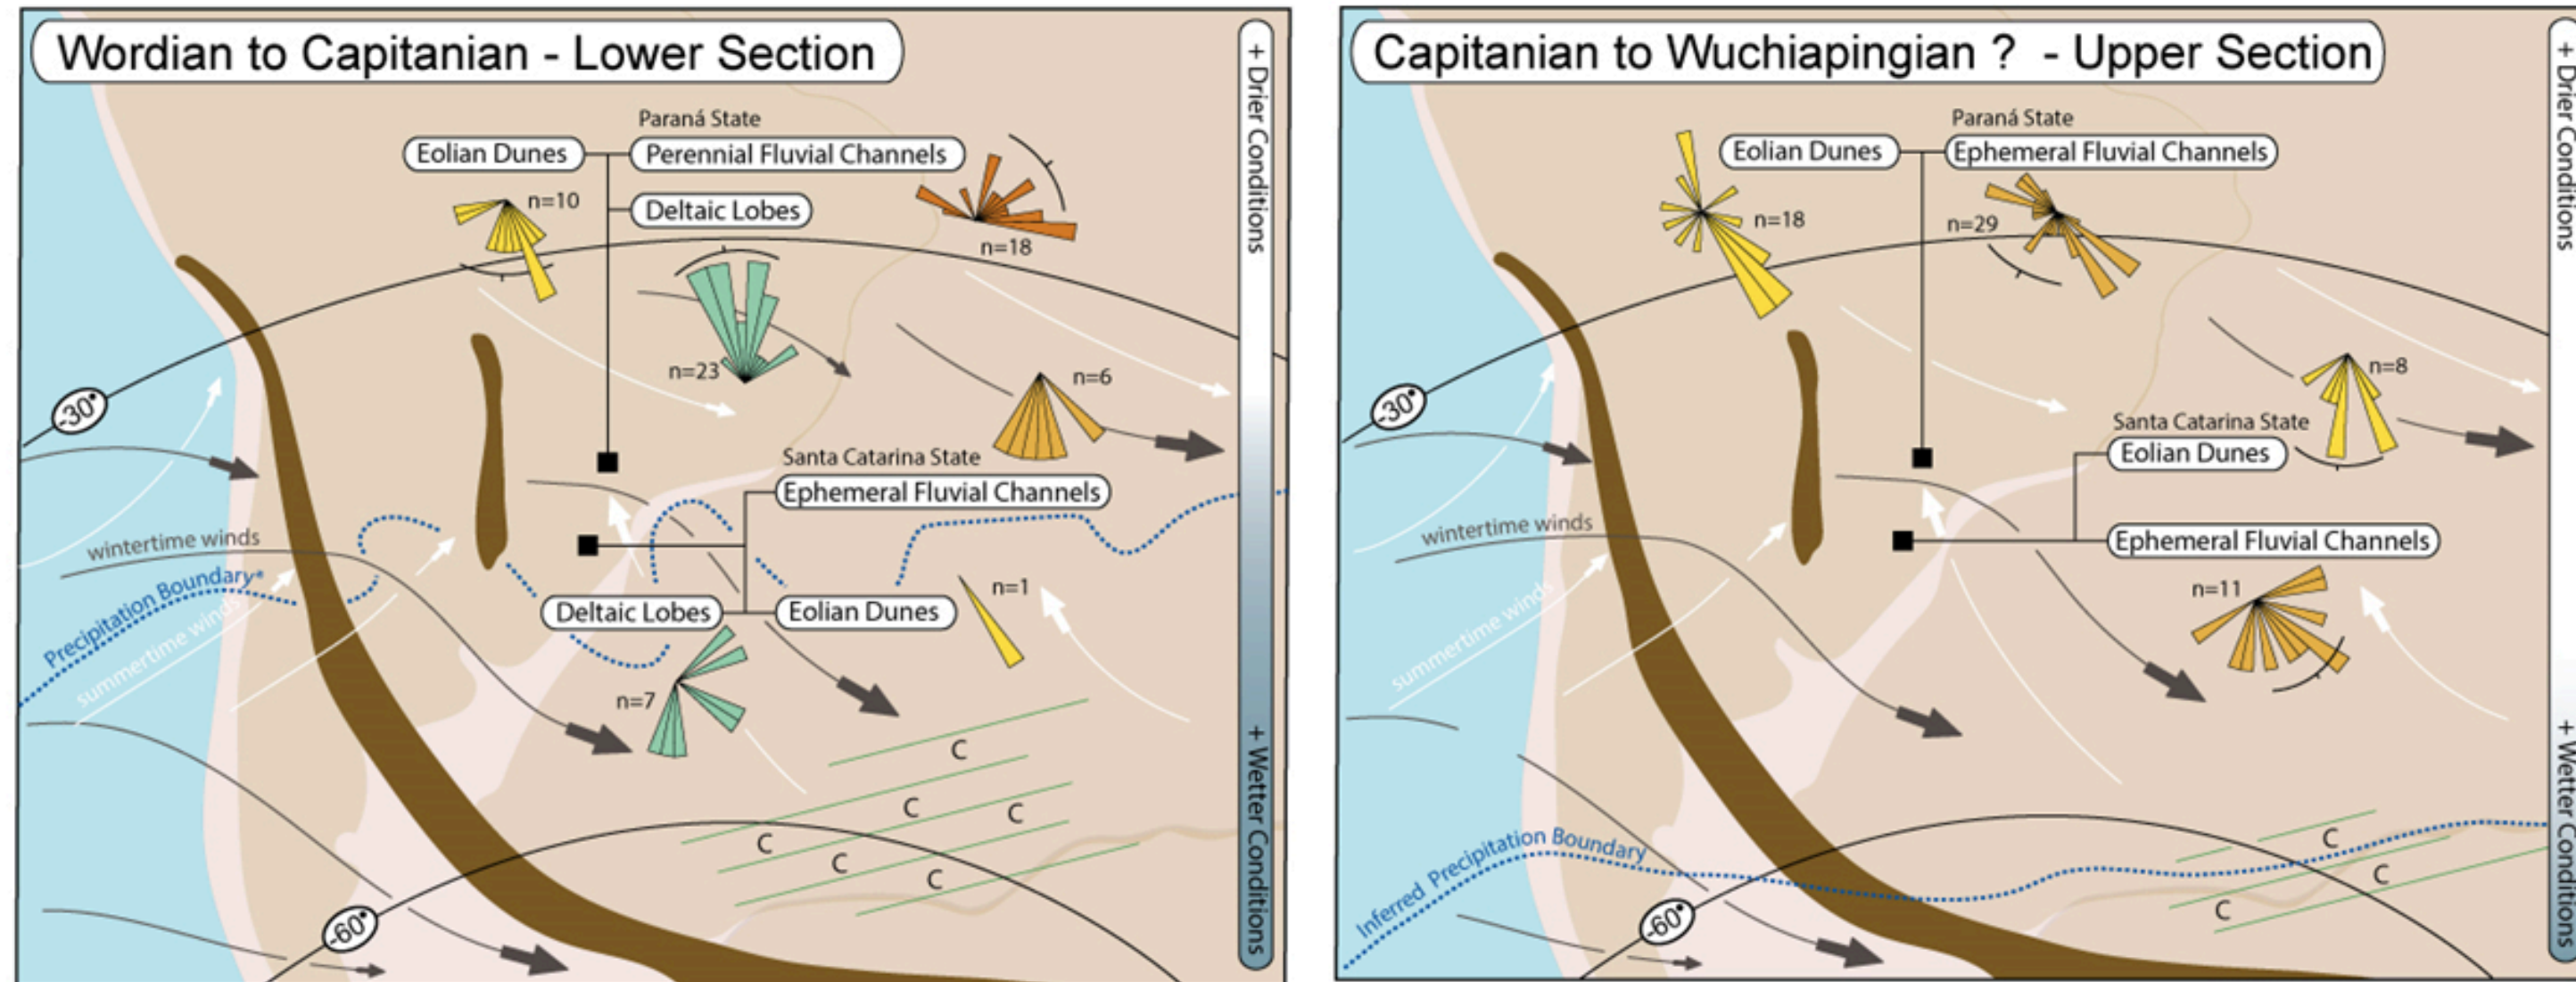 Wordian to Capitanian - Lower Section
+ Drier Conditions
Paraná State
Eolian Dunes
Perennial Fluvial Channels
n=10
Deltaic Lobes
n=18
-30°
n=23
n=6
Santa Catarina State
Ephemeral Fluvial Channels
wintertime winds
Precipitation Boundary*
summertime winds
Deltaic Lobes
Eolian Dunes
n=1
n=7
C
C
C
C
C
C
-60°
+ Wetter Conditions
Capitanian to Wuchiapingian ? - Upper Section
+ Drier Conditions
Paraná State
Eolian Dunes
Ephemeral Fluvial Channels
n=18
n=29
-30°
n=8
Santa Catarina State
Eolian Dunes
wintertime winds
Ephemeral Fluvial Channels
summertime winds
n=11
Inferred Precipitation Boundary
C
C
C
-60°
+ Wetter Conditions